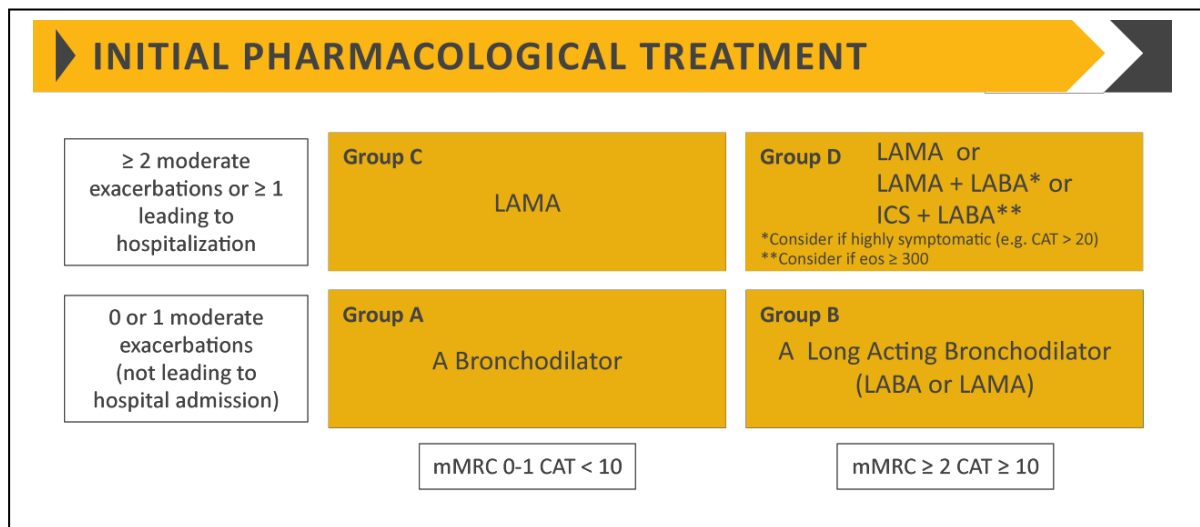 INITIAL PHARMACOLOGICAL TREATMENT
≥ 2 moderate
exacerbations or ≥ 1
leading to
hospitalization
Group C
LAMA
Group D
LAMA or
LAMA + LABA* or
ICS + LABA**
*Consider if highly symptomatic (e.g. CAT > 20)
**Consider if eos ≥ 300
0 or 1 moderate
exacerbations
(not leading to
hospital admission)
Group A
A Bronchodilator
Group B
A Long Acting Bronchodilator
(LABA or LAMA)
mMRC 0-1 CAT < 10
mMRC ≥ 2 CAT ≥ 10